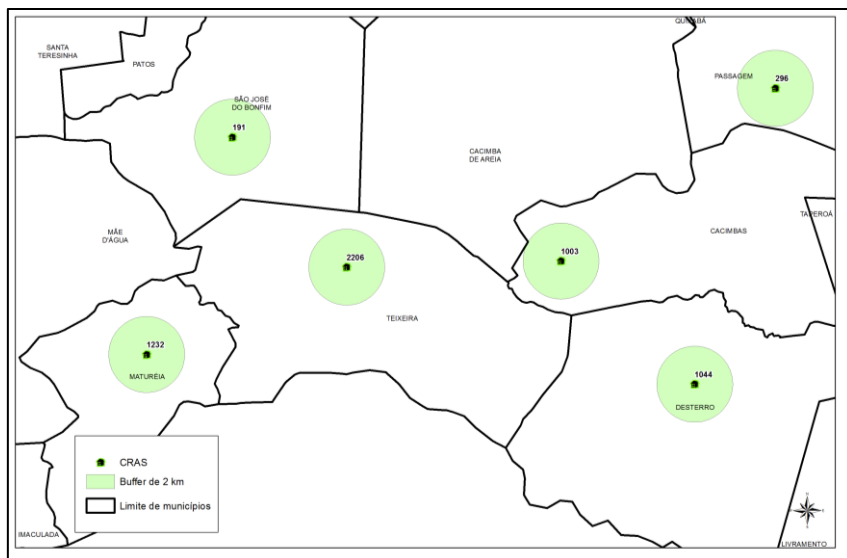 QUIXABÁ
SANTA
TERESINHA
PATOS
PASSAGEM
296
SÃO JOSÉ
DO BONFIM
191
CACIMBA
DE AREIA
TAPEROÁ
MÃE
D'ÁGUA
CACIMBAS
1003
2206
TEIXEIRA
1232
MATURÉIA
1044
DESTERRO
CRAS
Buffer de 2 km
Limite de municípios
IMACULADA
LIVRAMENTO